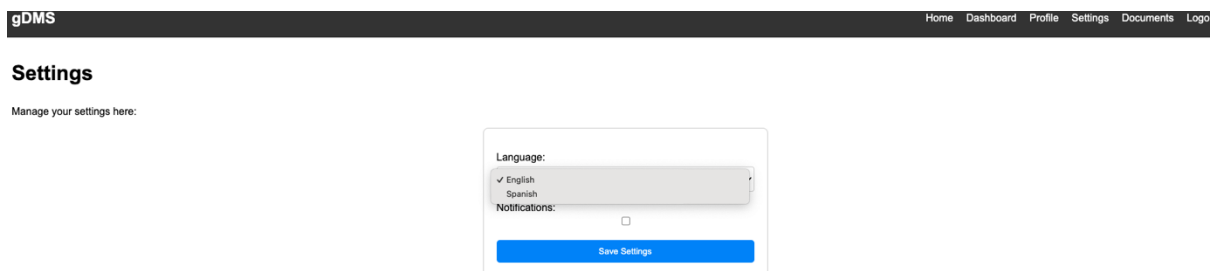 gDMS
Home Dashboard Profile Settings Documents Logo
Settings
Manage your settings here:
Language:
✓ English
Spanish
Notifications:
Save Settings